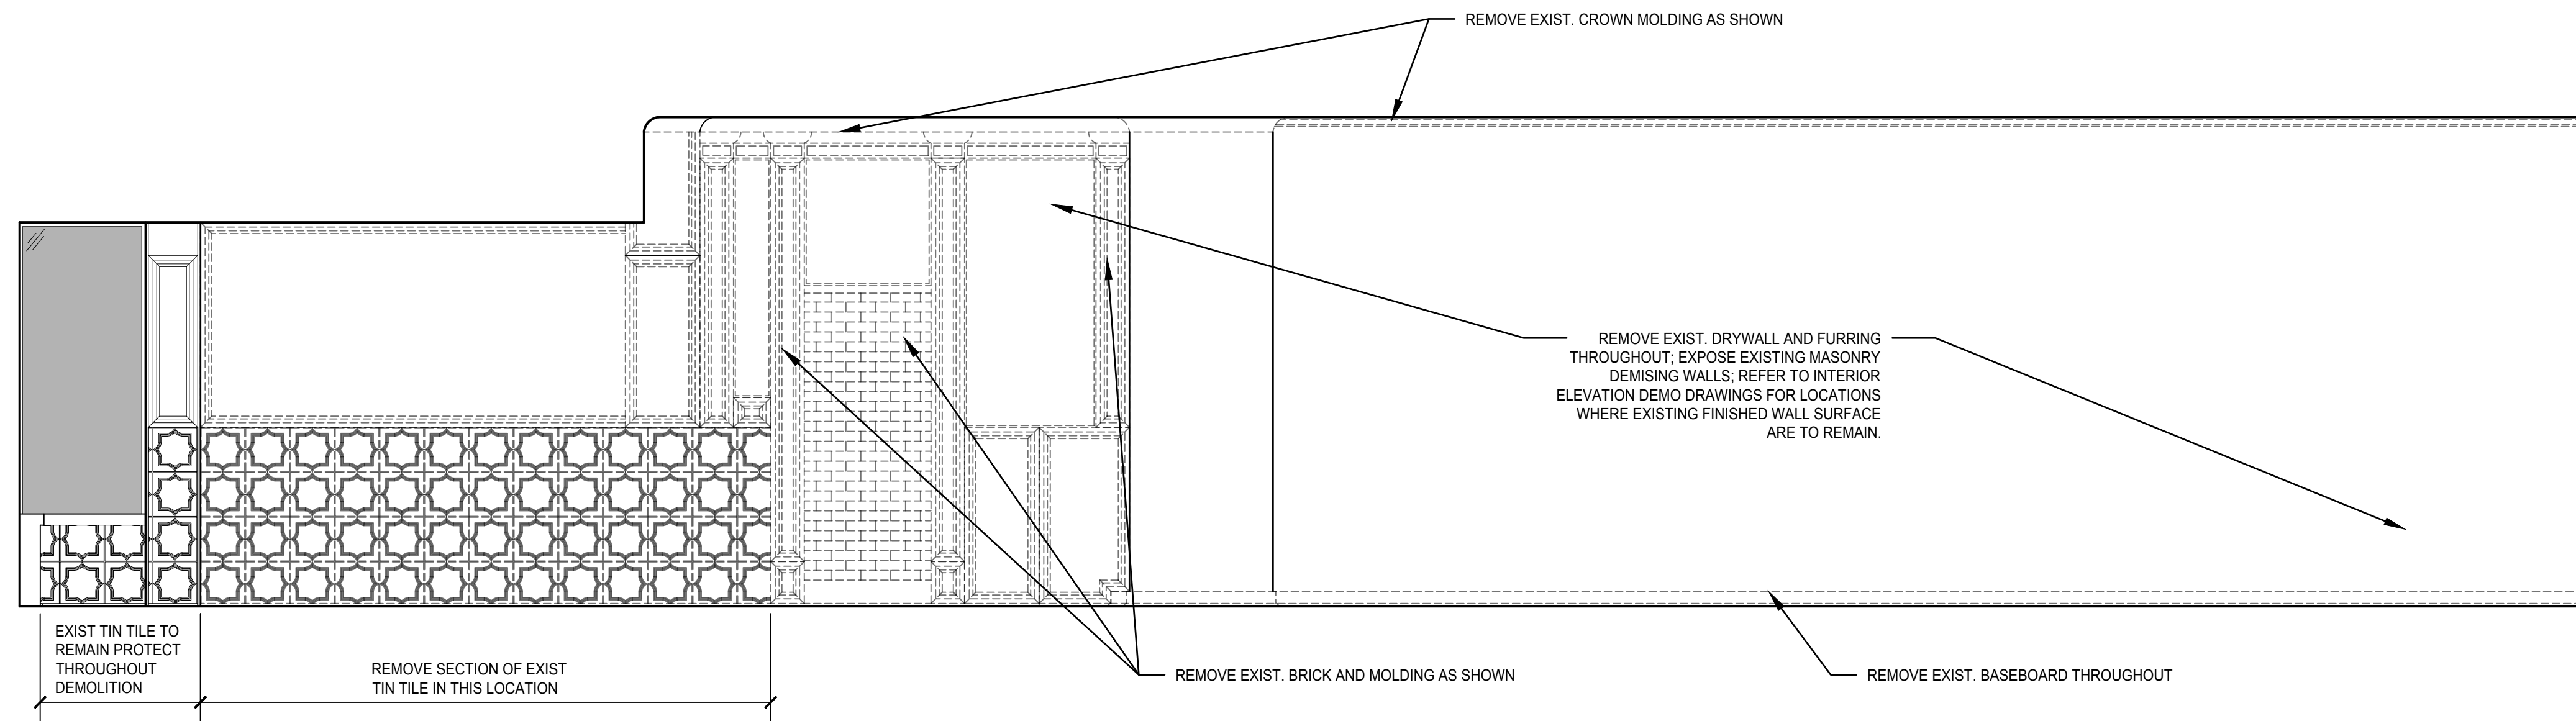 REMOVE EXIST. CROWN MOLDING AS SHOWN
REMOVE EXIST. DRYWALL AND FURRING
THROUGHOUT; EXPOSE EXISTING MASONRY
DEMISING WALLS; REFER TO INTERIOR
ELEVATION DEMO DRAWINGS FOR LOCATIONS
WHERE EXISTING FINISHED WALL SURFACE
ARE TO REMAIN.
EXIST TIN TILE TO
REMAIN PROTECT
THROUGHOUT
DEMOLITION
REMOVE SECTION OF EXIST
TIN TILE IN THIS LOCATION
REMOVE EXIST. BRICK AND MOLDING AS SHOWN
REMOVE EXIST. BASEBOARD THROUGHOUT